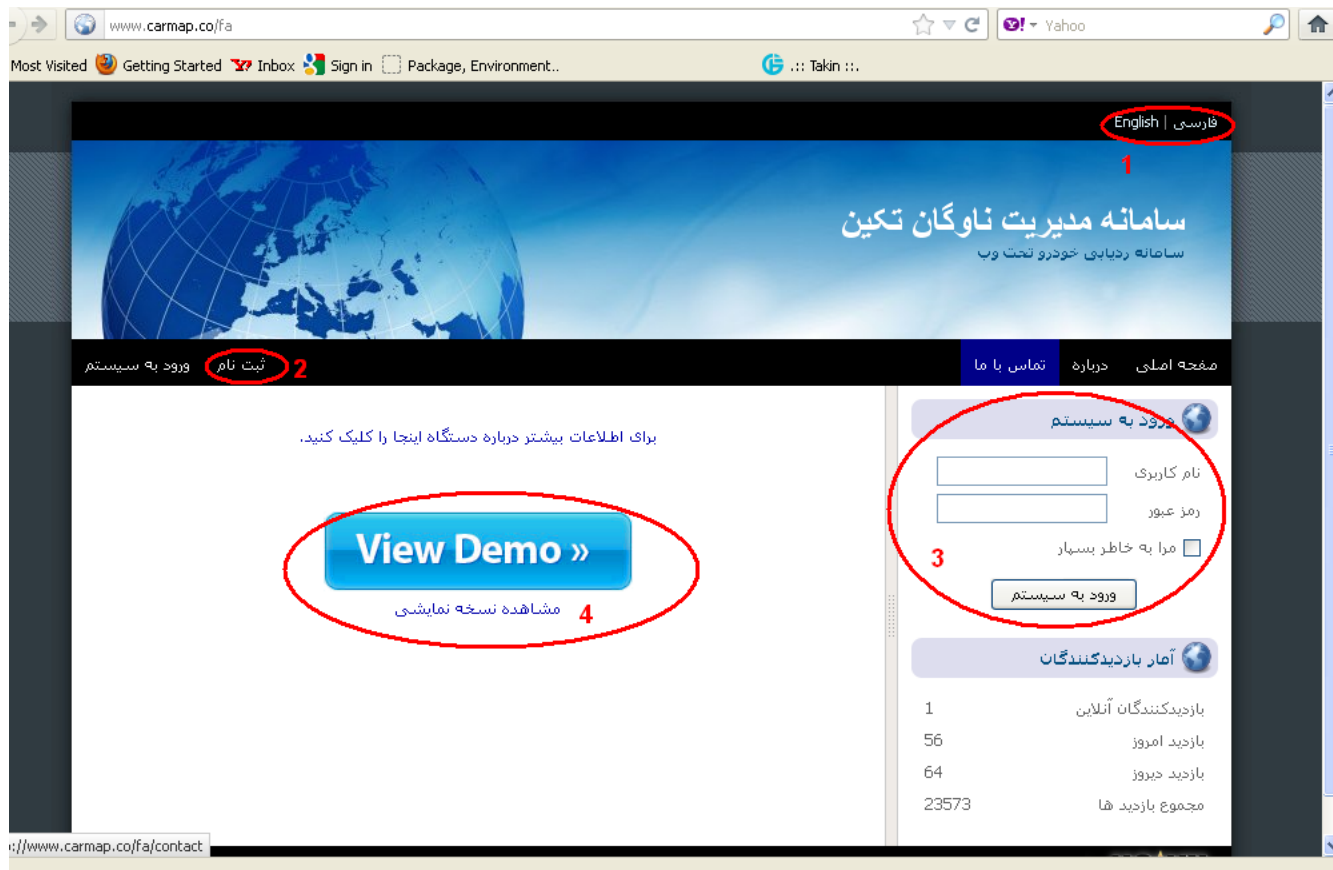 www.carmap.co/fa
Yahoo
Most Visited Getting Started Inbox Sign in Package, Environment.. .:: Takin ::.
فارسی | English
1
سامانه مدیریت ناوگان تکین
سامانه ردیابی خودرو تحت وب
صفحه اصلی درباره تماس با ما
2 ثبت نام ورود به سیستم
ورود به سیستم
نام کاربری
رمز عبور
مرا به خاطر بسپار
3
ورود به سیستم
برای اطلاعات بیشتر درباره دستگاه اینجا را کلیک کنید.
View Demo »
مشاهده نسخه نمایشی
4
آمار بازدیدکنندگان
بازدیدکنندگان آنلاین 1
بازدید امروز 56
بازدید دیروز 64
مجموع بازدید ها 23573
://www.carmap.co/fa/contact